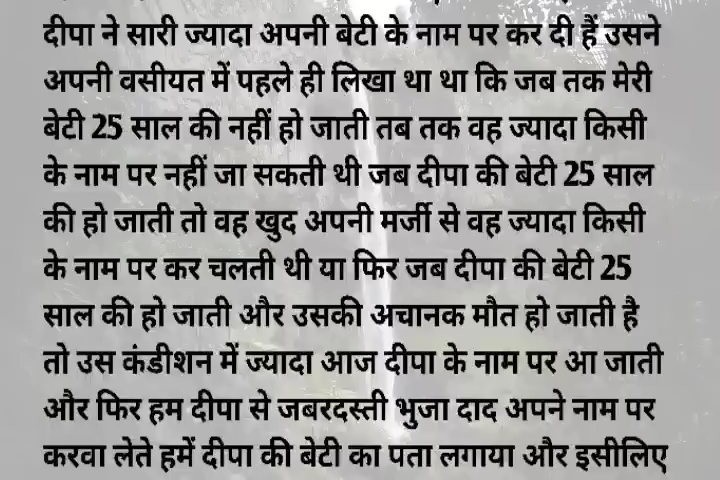 दीपा ने सारी ज्यादा अपनी बेटी के नाम पर कर दी हैं उसने
अपनी वसीयत में पहले ही लिखा था था कि जब तक मेरी
बेटी 25 साल की नहीं हो जाती तब तक वह ज्यादा किसी
के नाम पर नहीं जा सकती थी जब दीपा की बेटी 25 साल
की हो जाती तो वह खुद अपनी मर्जी से वह ज्यादा किसी
के नाम पर कर चलती थी या फिर जब दीपा की बेटी 25
साल की हो जाती और उसकी अचानक मौत हो जाती है
तो उस कंडीशन में ज्यादा आज दीपा के नाम पर आ जाती
और फिर हम दीपा से जबरदस्ती भुजा दाद अपने नाम पर
करवा लेते हमें दीपा की बेटी का पता लगाया और इसीलिए